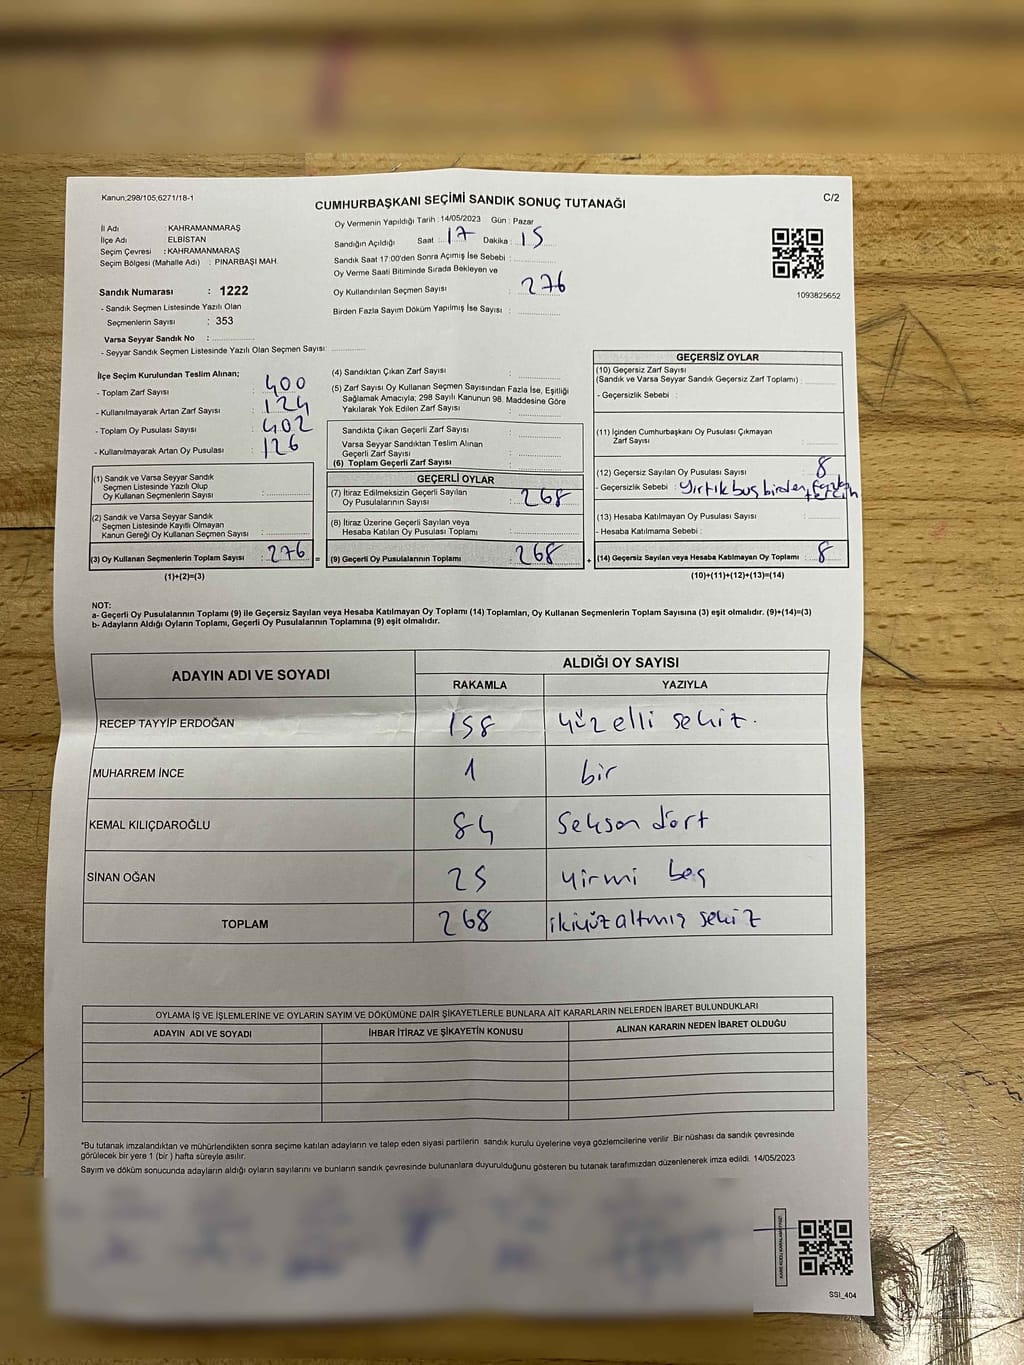 Kanun;298/105,6271/18-1
CUMHURBAŞKANI SEÇİMİ SANDIK SONUÇ TUTANAĞI
C/2
İl Adı : KAHRAMANMARAŞ
İlçe Adı : ELBİSTAN
Seçim Çevresi : KAHRAMANMARAŞ
Seçim Bölgesi (Mahalle Adı) : PINARBAŞI MAH.
Oy Vermenin Yapıldığı Tarih : 14/05/2023 Gün : Pazar
Sandığın Açıldığı Saat : 17 Dakika : 15
Sandık Saat 17:00'den Sonra Açımış İse Sebebi :
Oy Verme Saati Bitiminde Sırada Bekleyen ve
Oy Kullandırılan Seçmen Sayısı : 276
Birden Fazla Sayım Döküm Yapılmış İse Sayısı :
1093825652
Sandık Numarası : 1222
- Sandık Seçmen Listesinde Yazılı Olan
Seçmenlerin Sayısı : 353
Varsa Seyyar Sandık No :
- Seyyar Sandık Seçmen Listesinde Yazılı Olan Seçmen Sayısı:
İlçe Seçim Kurulundan Teslim Alınan;
- Toplam Zarf Sayısı : 400
- Kullanılmayarak Artan Zarf Sayısı : 124
- Toplam Oy Pusulası Sayısı : 402
- Kullanılmayarak Artan Oy Pusulası : 126
(1) Sandık ve Varsa Seyyar Sandık
Seçmen Listesinde Yazılı Olup
Oy Kullanan Seçmenlerin Sayısı :
(2) Sandık ve Varsa Seyyar Sandık
Seçmen Listesinde Kayıtlı Olmayan
Kanun Gereği Oy Kullanan Seçmen Sayısı :
(3) Oy Kullanan Seçmenlerin Toplam Sayısı : 276 =
(1)+(2)=(3)
(4) Sandıktan Çıkan Zarf Sayısı :
(5) Zarf Sayısı Oy Kullanan Seçmen Sayısından Fazla İse, Eşitliği
Sağlamak Amacıyla; 298 Sayılı Kanunun 98. Maddesine Göre
Yakılarak Yok Edilen Zarf Sayısı :
Sandıkta Çıkan Geçerli Zarf Sayısı :
Varsa Seyyar Sandıktan Teslim Alınan
Geçerli Zarf Sayısı :
(6) Toplam Geçerli Zarf Sayısı :
GEÇERLİ OYLAR
(7) İtiraz Edilmeksizin Geçerli Sayılan
Oy Pusulalarının Sayısı : 268
(8) İtiraz Üzerine Geçerli Sayılan veya
Hesaba Katılan Oy Pusulası Toplamı :
(9) Geçerli Oy Pusulalarının Toplamı : 268 +
GEÇERSİZ OYLAR
(10) Geçersiz Zarf Sayısı
(Sandık ve Varsa Seyyar Sandık Geçersiz Zarf Toplamı) :
- Geçersizlik Sebebi :
(11) İçinden Cumhurbaşkanı Oy Pusulası Çıkmayan
Zarf Sayısı :
(12) Geçersiz Sayılan Oy Pusulası Sayısı : 8
- Geçersizlik Sebebi : Yırtık boş birden fazla
tercih
(13) Hesaba Katılmayan Oy Pusulası Sayısı :
- Hesaba Katılmama Sebebi :
(14) Geçersiz Sayılan veya Hesaba Katılmayan Oy Toplamı : 8
(10)+(11)+(12)+(13)=(14)
NOT:
a- Geçerli Oy Pusulalarının Toplamı (9) ile Geçersiz Sayılan veya Hesaba Katılmayan Oy Toplamı (14) Toplamları, Oy Kullanan Seçmenlerin Toplam Sayısına (3) eşit olmalıdır. (9)+(14)=(3)
b- Adayların Aldığı Oyların Toplamı, Geçerli Oy Pusulalarının Toplamına (9) eşit olmalıdır.
ADAYIN ADI VE SOYADI
ALDIĞI OY SAYISI
RAKAMLA YAZIYLA
RECEP TAYYİP ERDOĞAN 158 Yüz elli sekiz.
MUHARREM İNCE 1 bir
KEMAL KILIÇDAROĞLU 84 Seksen dört
SİNAN OĞAN 25 yirmi beş
TOPLAM 268 ikiyüz altmış sekiz
OYLAMA İŞ VE İŞLEMLERİNE VE OYLARIN SAYIM VE DÖKÜMÜNE DAİR ŞİKAYETLERLE BUNLARA AİT KARARLARIN NELERDEN İBARET BULUNDUKLARI
ADAYIN ADI VE SOYADI İHBAR İTİRAZ VE ŞİKAYETİN KONUSU ALINAN KARARIN NEDEN İBARET OLDUĞU
*Bu tutanak imzalandıktan ve mühürlendikten sonra seçime katılan adayların ve talep eden siyasi partilerin sandık kurulu üyelerine veya gözlemcilerine verilir. Bir nüshası da sandık çevresinde
görülecek bir yere 1 (bir ) hafta süreyle asılır.
Sayım ve döküm sonucunda adayların aldığı oyların sayılarını ve bunların sandık çevresinde bulunanlara duyurulduğunu gösteren bu tutanak tarafımızdan düzenlenerek imza edildi. 14/05/2023
SSI_404